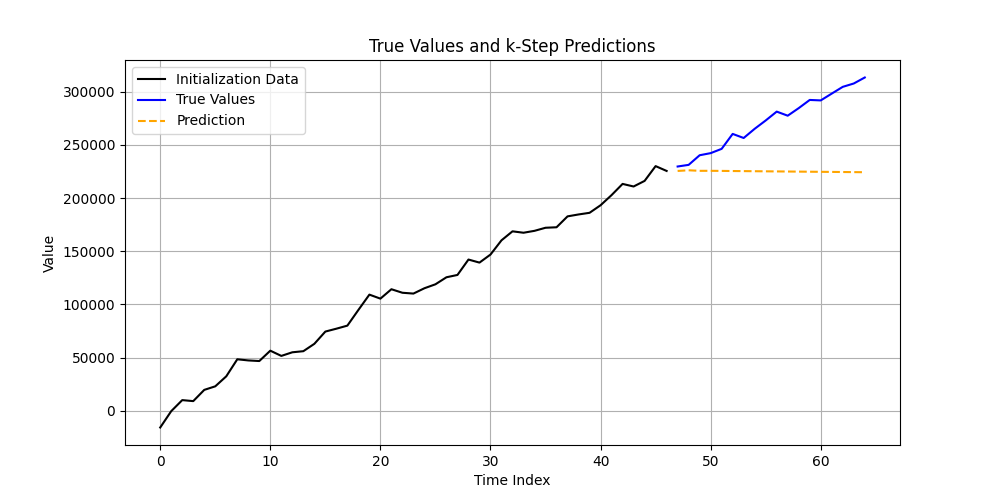 True Values and k-Step Predictions
Initialization Data
True Values
Prediction
300000
250000
200000
150000
100000
50000
0
Value
0 10 20 30 40 50 60
Time Index